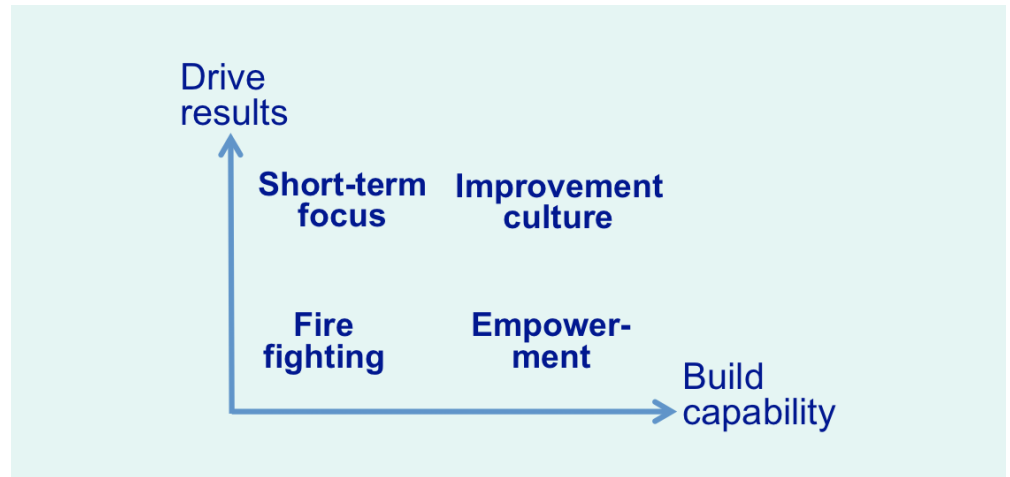 Drive
results
Short-term
focus
Improvement
culture
Fire
fighting
Empower-
ment
Build
capability